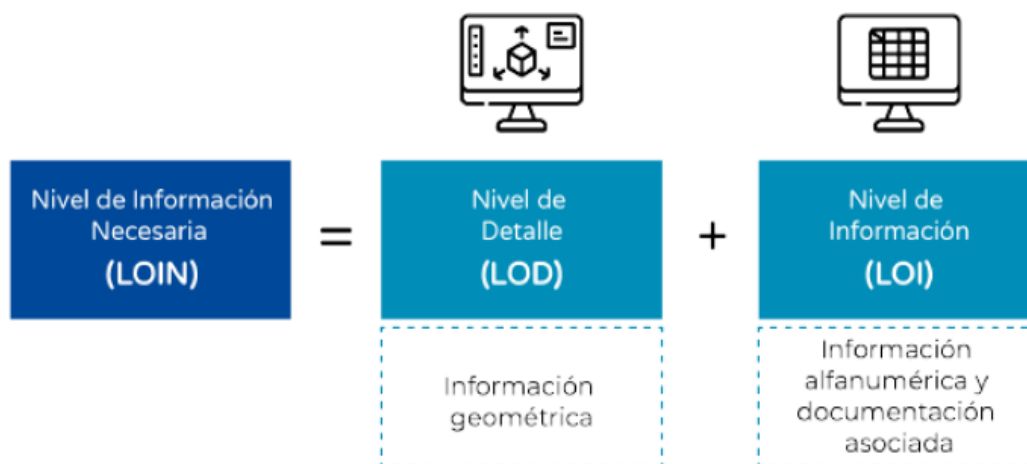 Nivel de Información
Necesaria
(LOIN)
=
Nivel de
Detalle
(LOD)
+
Nivel de
Información
(LOI)
Información
geométrica
Información
alfanumérica y
documentación
asociada